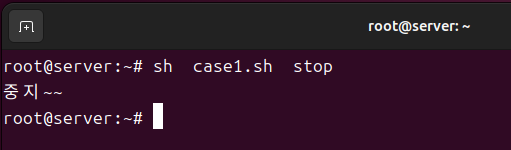 root@server: ~
root@server:~# sh  case1.sh  stop
중지~~
root@server:~#